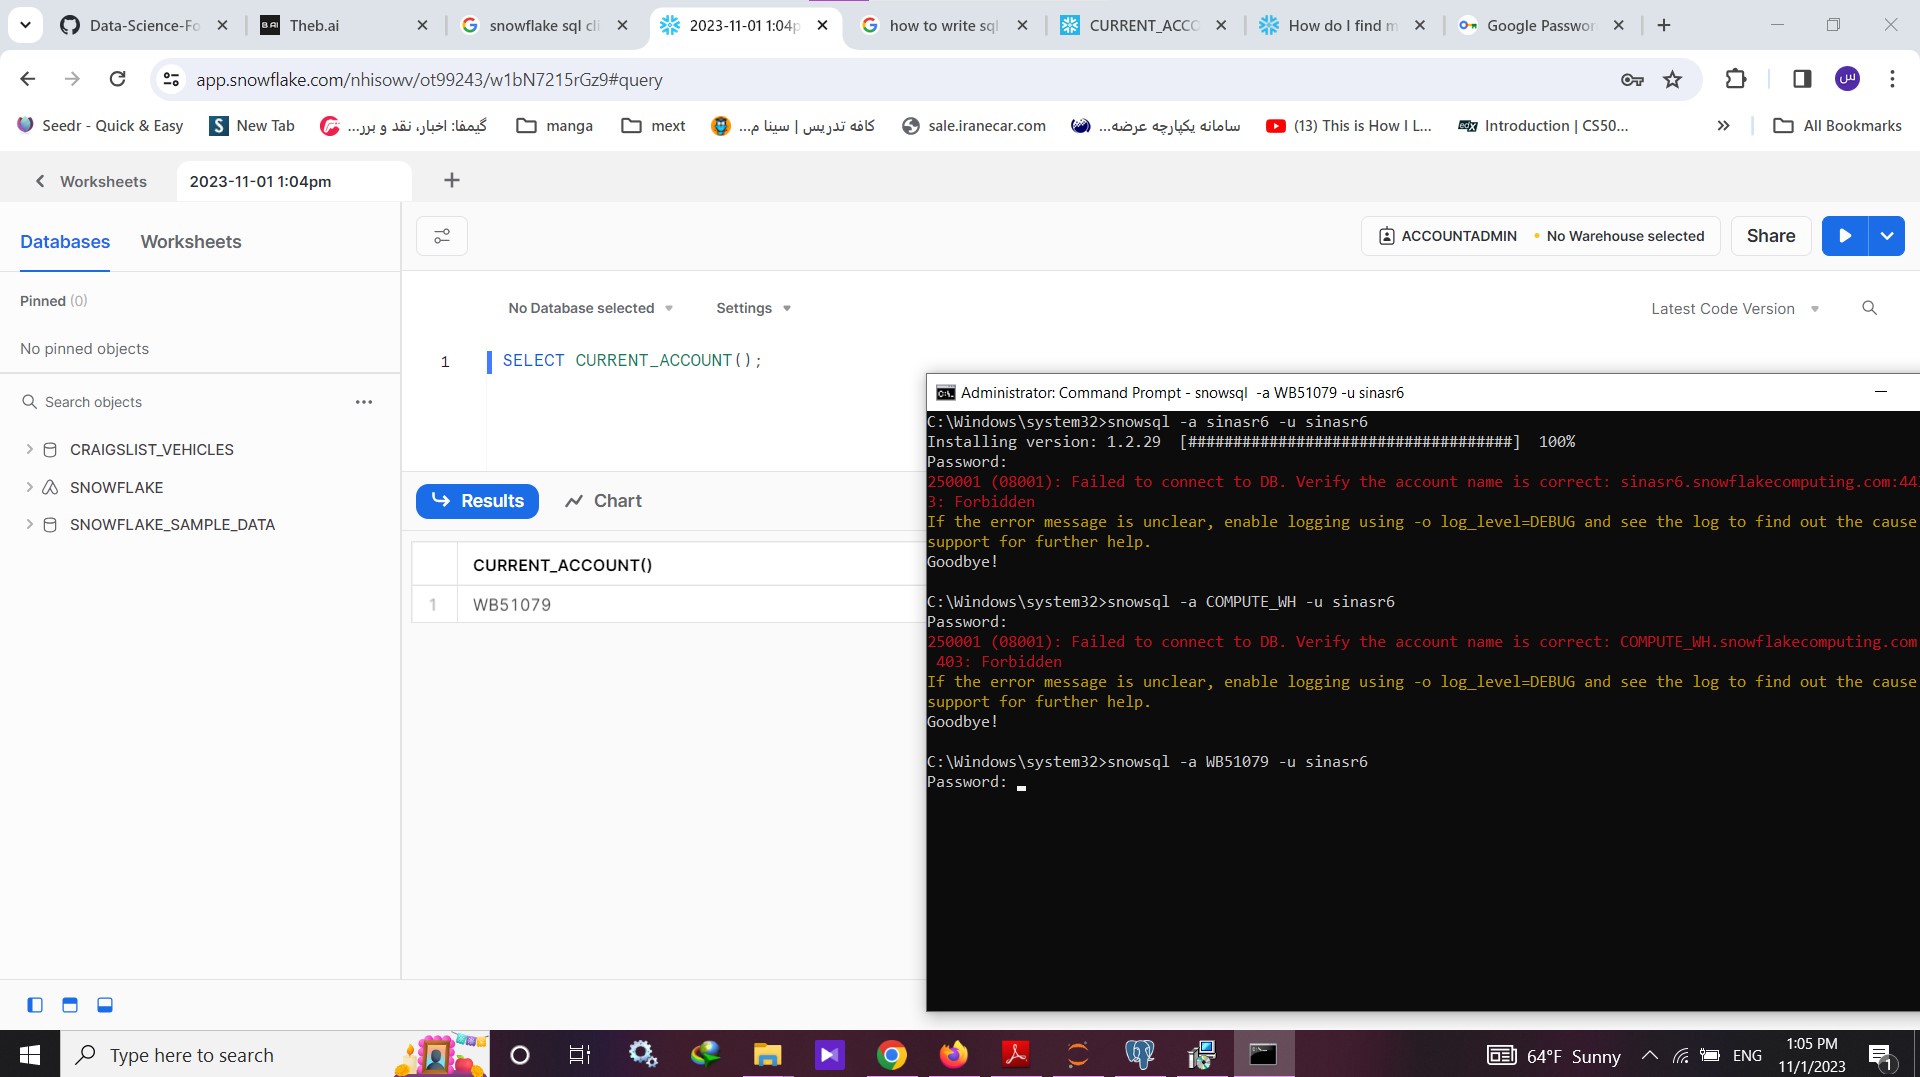 Data-Science-Fo
Theb.ai
snowflake sql cli
2023-11-01 1:04p
how to write sql
CURRENT_ACCO
How do I find m
Google Passwor
app.snowflake.com/nhisowv/ot99243/w1bN7215rGz9#query
س
Seedr - Quick & Easy
New Tab
گیمفا: اخبار، نقد و برر...
manga
mext
کافه تدریس | سینا م...
sale.iranecar.com
سامانه یکپارچه عرضه...
(13) This is How I L...
Introduction | CS50...
All Bookmarks
Worksheets
2023-11-01 1:04pm
Databases
Worksheets
ACCOUNTADMIN
No Warehouse selected
Share
Pinned (0)
No pinned objects
No Database selected
Settings
Latest Code Version
1
SELECT CURRENT_ACCOUNT();
Search objects
CRAIGSLIST_VEHICLES
SNOWFLAKE
SNOWFLAKE_SAMPLE_DATA
Results
Chart
CURRENT_ACCOUNT()
1
WB51079
Administrator: Command Prompt - snowsql -a WB51079 -u sinasr6
C:\Windows\system32>snowsql -a sinasr6 -u sinasr6
Installing version: 1.2.29 [####################################] 100%
Password:
250001 (08001): Failed to connect to DB. Verify the account name is correct: sinasr6.snowflakecomputing.com:443
3: Forbidden
If the error message is unclear, enable logging using -o log_level=DEBUG and see the log to find out the cause
support for further help.
Goodbye!
C:\Windows\system32>snowsql -a COMPUTE_WH -u sinasr6
Password:
250001 (08001): Failed to connect to DB. Verify the account name is correct: COMPUTE_WH.snowflakecomputing.com
403: Forbidden
If the error message is unclear, enable logging using -o log_level=DEBUG and see the log to find out the cause
support for further help.
Goodbye!
C:\Windows\system32>snowsql -a WB51079 -u sinasr6
Password:
Type here to search
64°F Sunny
ENG
1:05 PM
11/1/2023
1